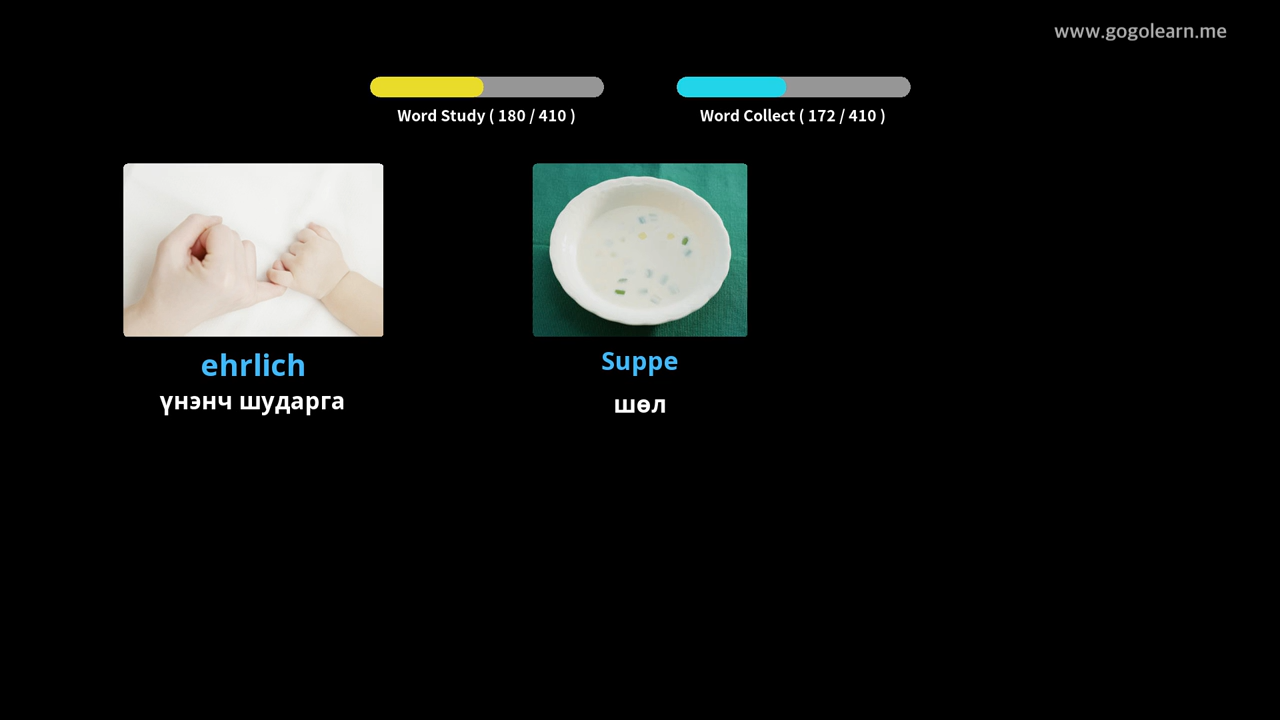 www.gogolearn.me
Word Study ( 180 / 410 )
Word Collect ( 172 / 410 )
ehrlich
үнэнч шударга
Suppe
шөл